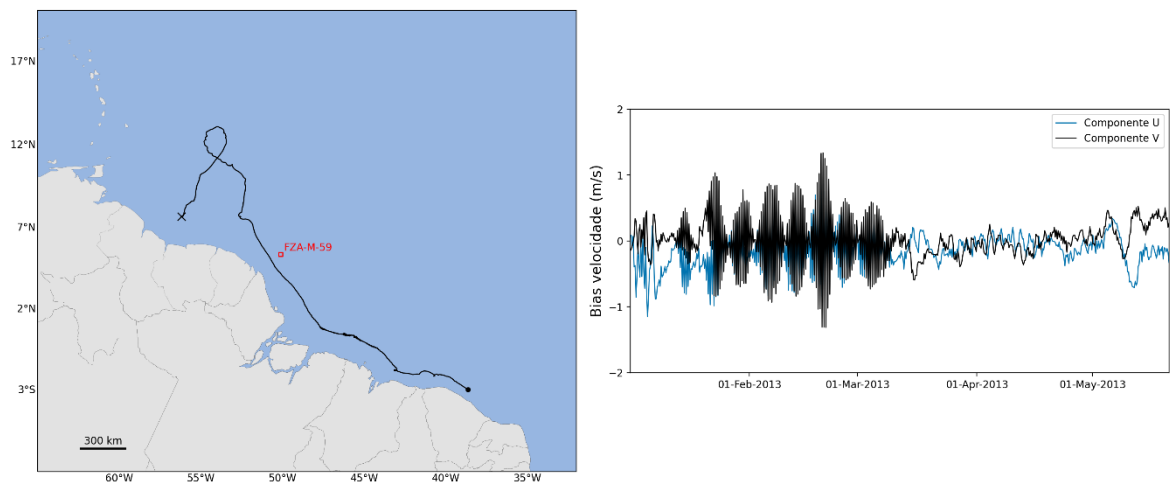 17°N
12°N
7°N
2°N
3°S
FZA-M-59
300 km
60°W 55°W 50°W 45°W 40°W 35°W
Bias velocidade (m/s)
2
1
0
−1
−2
Componente U
Componente V
01-Feb-2013 01-Mar-2013 01-Apr-2013 01-May-2013